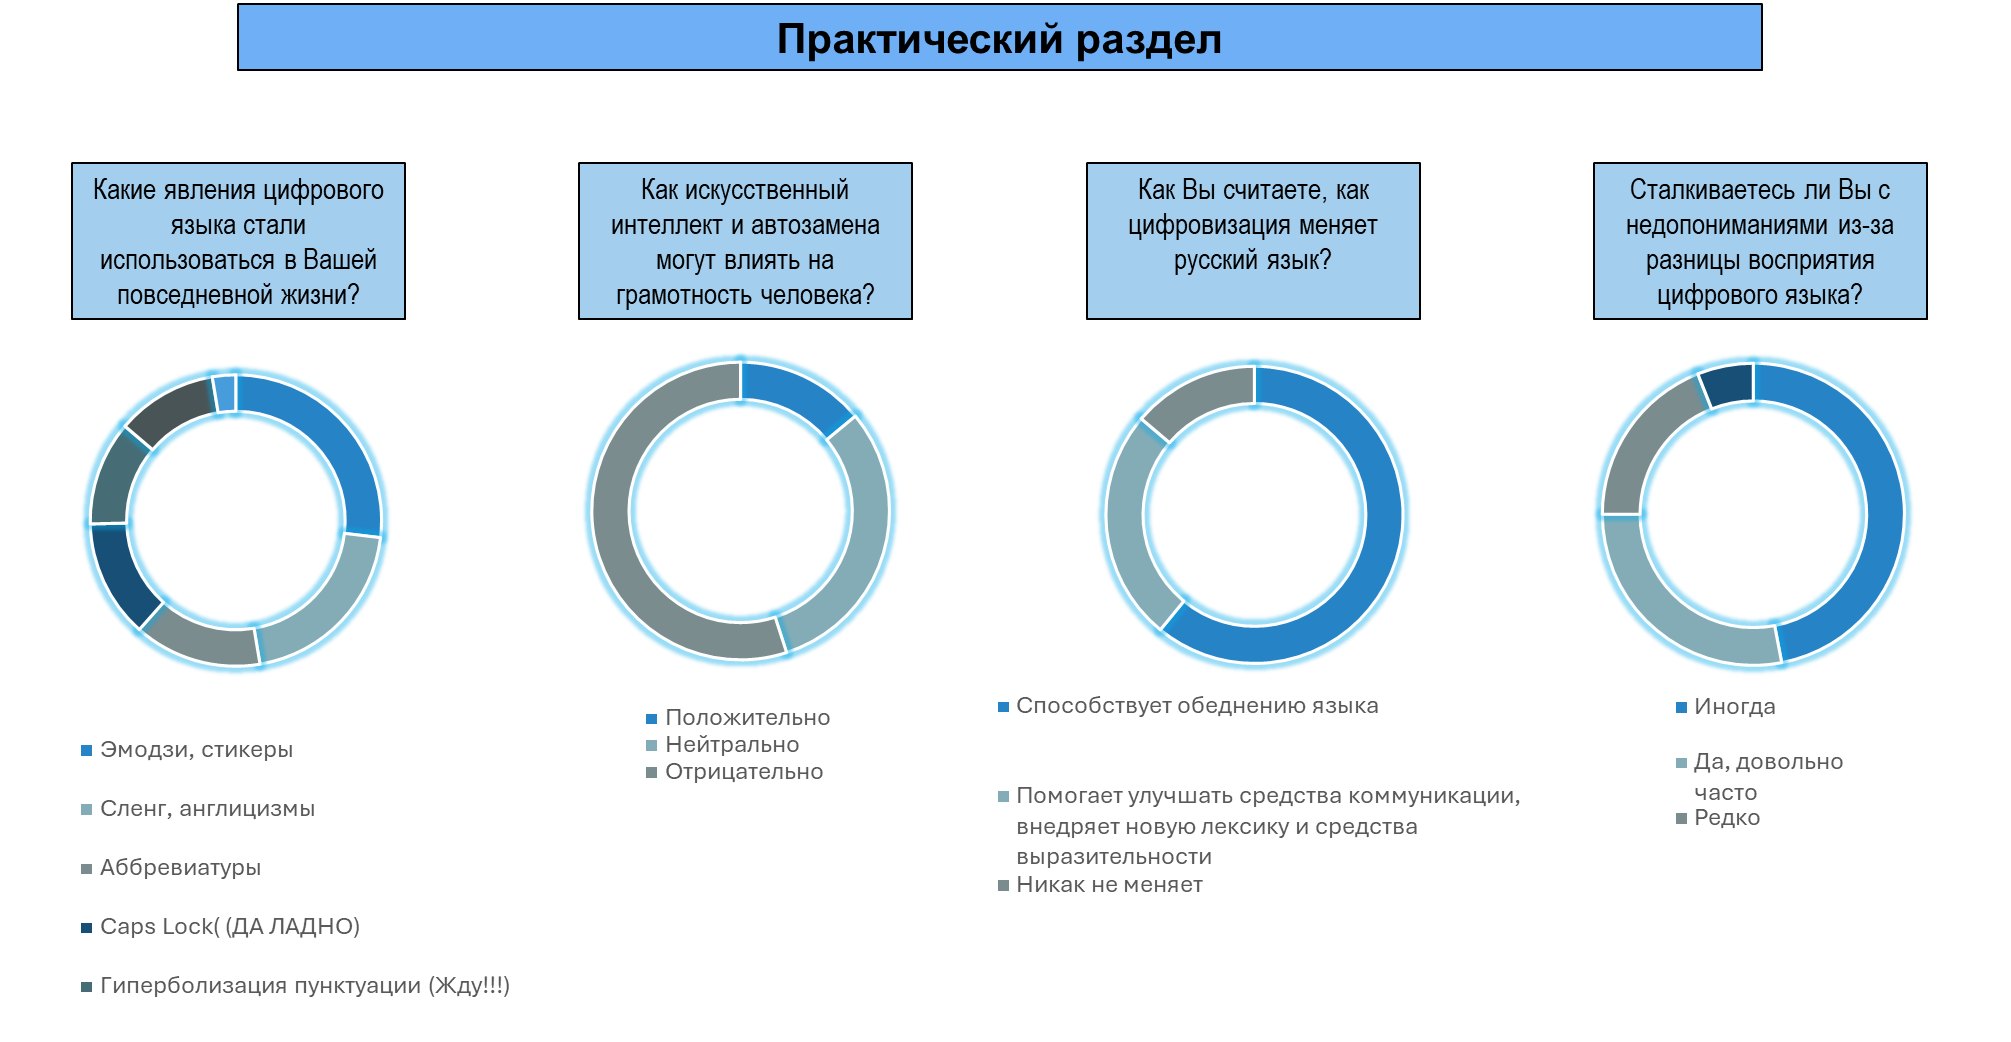 Практический раздел
Какие явления цифрового
языка стали
использоваться в Вашей
повседневной жизни?
Как искусственный
интеллект и автозамена
могут влиять на
грамотность человека?
Как Вы считаете, как
цифровизация меняет
русский язык?
Сталкиваетесь ли Вы с
недопониманиями из-за
разницы восприятия
цифрового языка?
Эмодзи, стикеры
Сленг, англицизмы
Аббревиатуры
Caps Lock( (ДА ЛАДНО)
Гиперболизация пунктуации (Жду!!!)
Положительно
Нейтрально
Отрицательно
Способствует обеднению языка
Помогает улучшать средства коммуникации,
внедряет новую лексику и средства
выразительности
Никак не меняет
Иногда
Да, довольно
часто
Редко